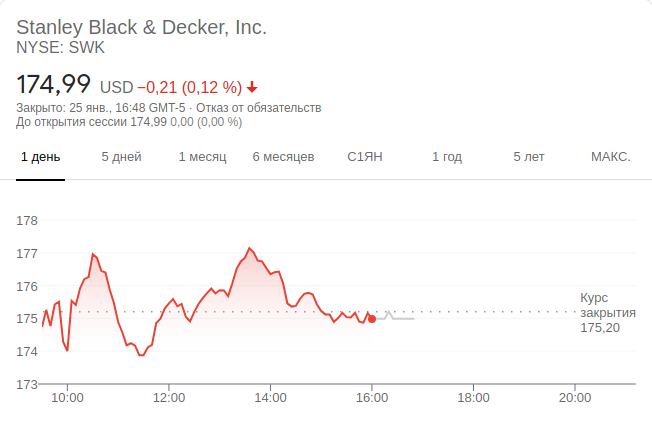 Stanley Black & Decker, Inc.
NYSE: SWK
174,99 USD −0,21 (0,12 %)
Закрыто: 25 янв., 16:48 GMT-5 · Отказ от обязательств
До открытия сессии 174,99 0,00 (0,00 %)
1 день 5 дней 1 месяц 6 месяцев С1ЯН 1 год 5 лет МАКС.
178
177
176
175
174
173
Курс
закрытия
175,20
10:00 12:00 14:00 16:00 18:00 20:00